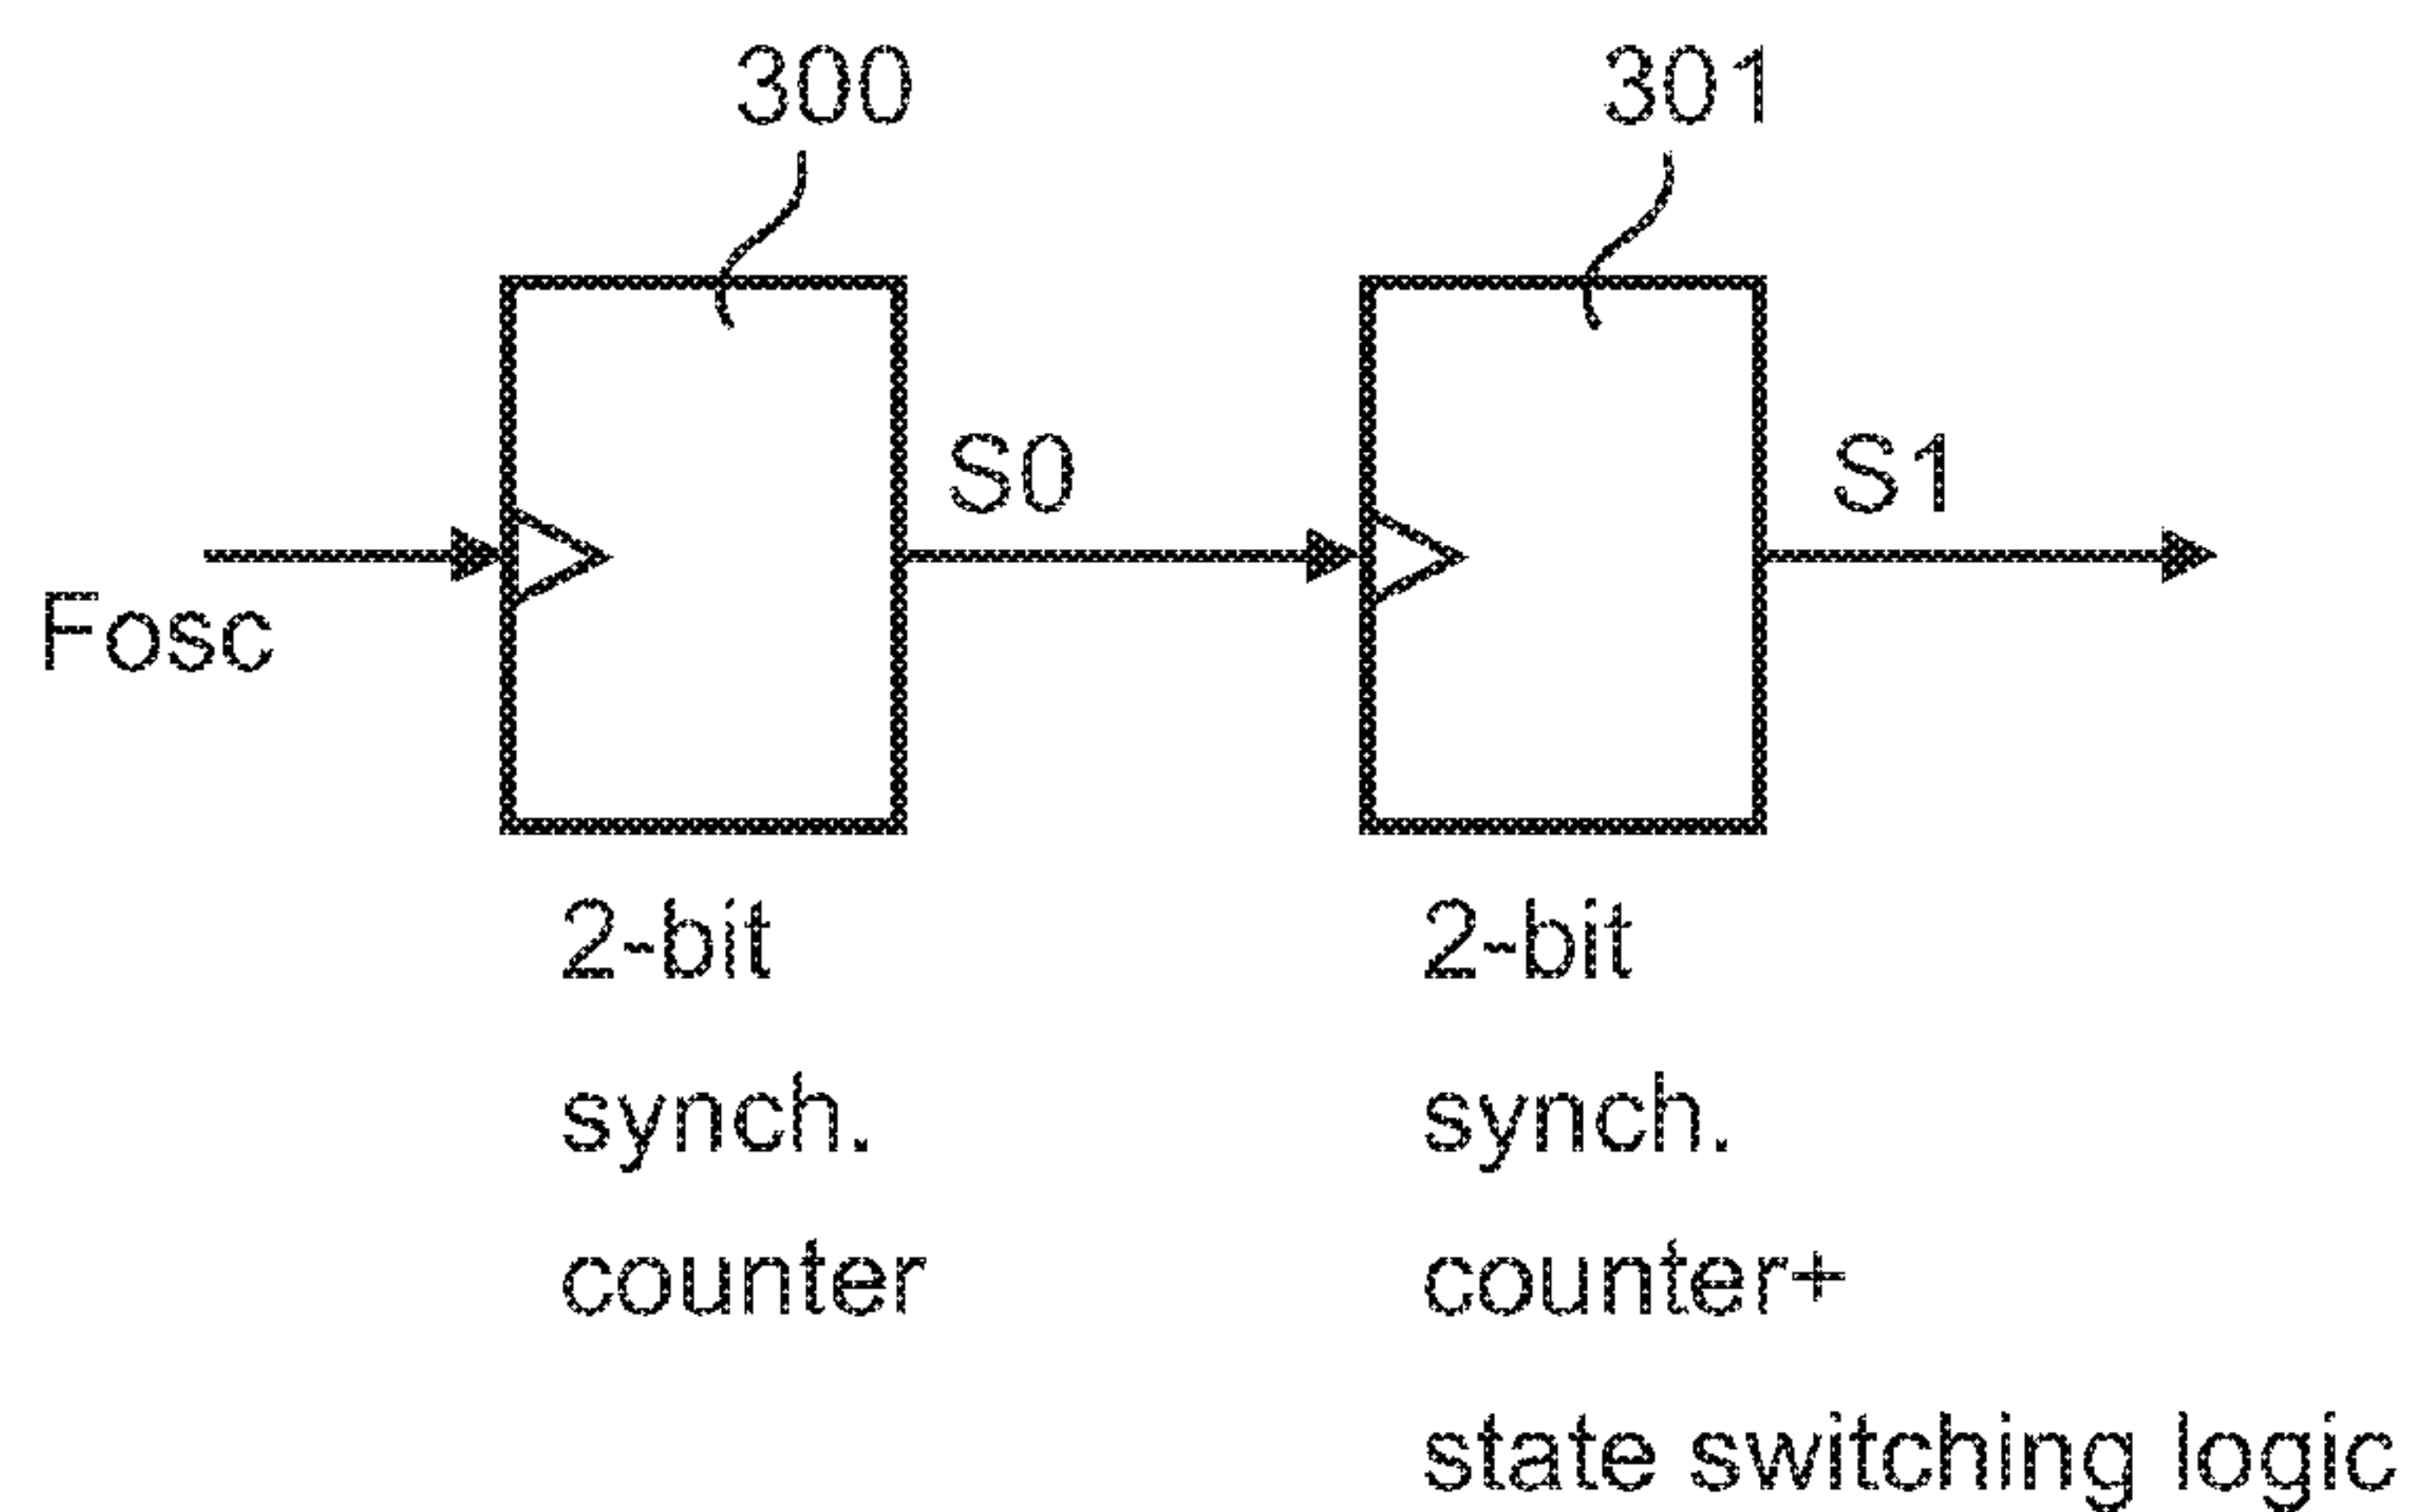 300
301
S0
S1
Fosc
2-bit
synch.
counter
2-bit
synch.
counter+
state switching logic